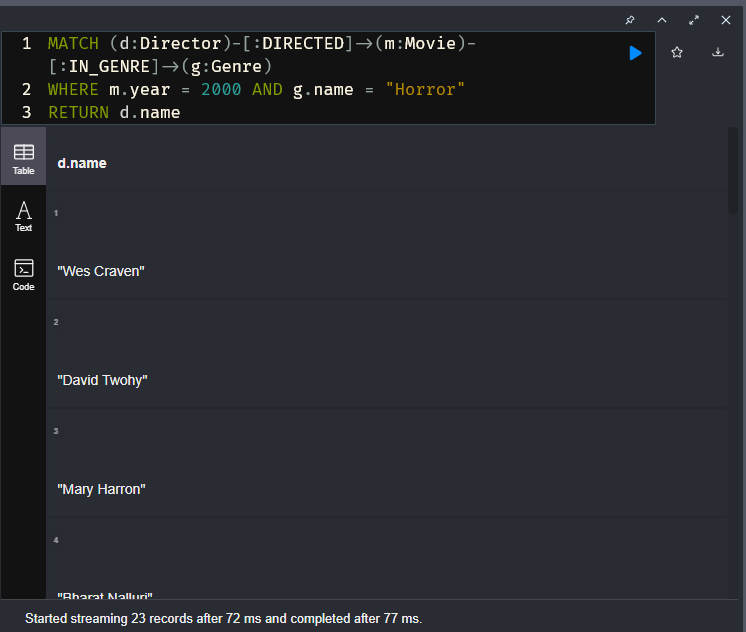 1 MATCH (d:Director)-[:DIRECTED]->(m:Movie)-
[:IN_GENRE]->(g:Genre)
2 WHERE m.year = 2000 AND g.name = "Horror"
3 RETURN d.name
Table
Text
Code
d.name
1
"Wes Craven"
2
"David Twohy"
3
"Mary Harron"
4
"Bharat Nalluri"
Started streaming 23 records after 72 ms and completed after 77 ms.